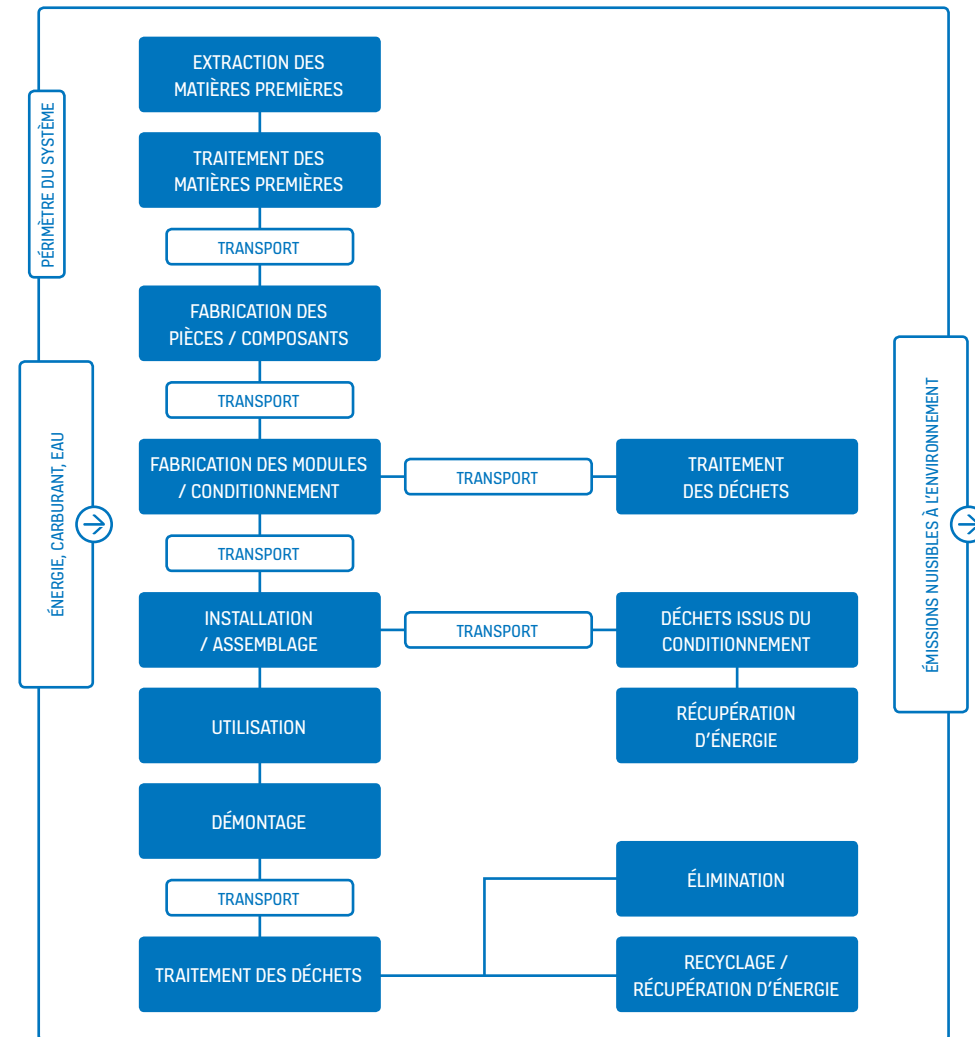 EXTRACTION DES
MATIÈRES PREMIÈRES
PÉRIMÈTRE DU SYSTÈME
TRAITEMENT DES
MATIÈRES PREMIÈRES
TRANSPORT
FABRICATION DES
PIÈCES / COMPOSANTS
TRANSPORT
ÉNERGIE, CARBURANT, EAU
FABRICATION DES MODULES
/ CONDITIONNEMENT
TRANSPORT
TRAITEMENT
DES DÉCHETS
ÉMISSIONS NUISIBLES À L'ENVIRONNEMENT
TRANSPORT
INSTALLATION
/ ASSEMBLAGE
TRANSPORT
DÉCHETS ISSUS DU
CONDITIONNEMENT
UTILISATION
RÉCUPÉRATION
D'ÉNERGIE
DÉMONTAGE
TRANSPORT
ÉLIMINATION
TRAITEMENT DES DÉCHETS
RECYCLAGE /
RÉCUPÉRATION D'ÉNERGIE